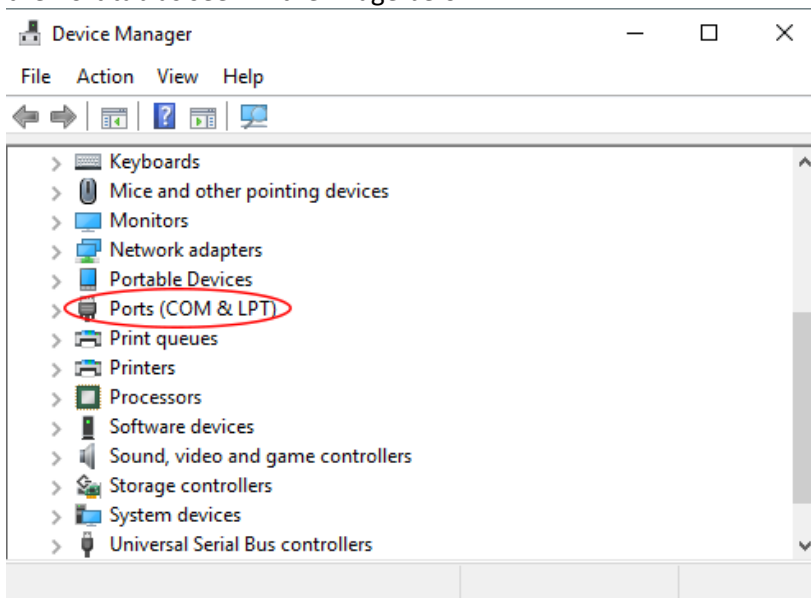 Device Manager
File Action View Help
Keyboards
Mice and other pointing devices
Monitors
Network adapters
Portable Devices
Ports (COM & LPT)
Print queues
Printers
Processors
Software devices
Sound, video and game controllers
Storage controllers
System devices
Universal Serial Bus controllers